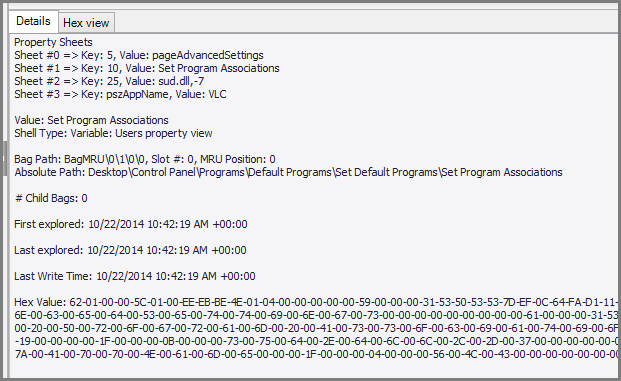 Details
Hex view
Property Sheets
Sheet #0 => Key: 5, Value: pageAdvancedSettings
Sheet #1 => Key: 10, Value: Set Program Associations
Sheet #2 => Key: 25, Value: sud.dll,-7
Sheet #3 => Key: pszAppName, Value: VLC
Value: Set Program Associations
Shell Type: Variable: Users property view
Bag Path: BagMRU\0\1\0\0, Slot #: 0, MRU Position: 0
Absolute Path: Desktop\Control Panel\Programs\Default Programs\Set Default Programs\Set Program Associations
# Child Bags: 0
First explored: 10/22/2014 10:42:19 AM +00:00
Last explored: 10/22/2014 10:42:19 AM +00:00
Last Write Time: 10/22/2014 10:42:19 AM +00:00
Hex Value: 62-01-00-00-5C-01-00-EE-EB-BE-4E-01-04-00-00-00-00-00-59-00-00-00-31-53-50-53-53-7D-EF-0C-64-FA-D1-11-
6E-00-63-00-65-00-64-00-53-00-65-00-74-00-74-00-69-00-6E-00-67-00-73-00-00-00-00-00-00-00-61-00-00-00-31-53
00-20-00-50-00-72-00-6F-00-67-00-72-00-61-00-6D-00-20-00-41-00-73-00-73-00-6F-00-63-00-69-00-61-00-74-00-69-00-6F
-19-00-00-00-00-1F-00-00-00-0B-00-00-00-73-00-75-00-64-00-2E-00-64-00-6C-00-6C-00-2C-00-2D-00-37-00-00-00-00-00-0
7A-00-41-00-70-00-70-00-4E-00-61-00-6D-00-65-00-00-00-00-1F-00-00-00-04-00-00-00-56-00-4C-00-43-00-00-00-00-00-00